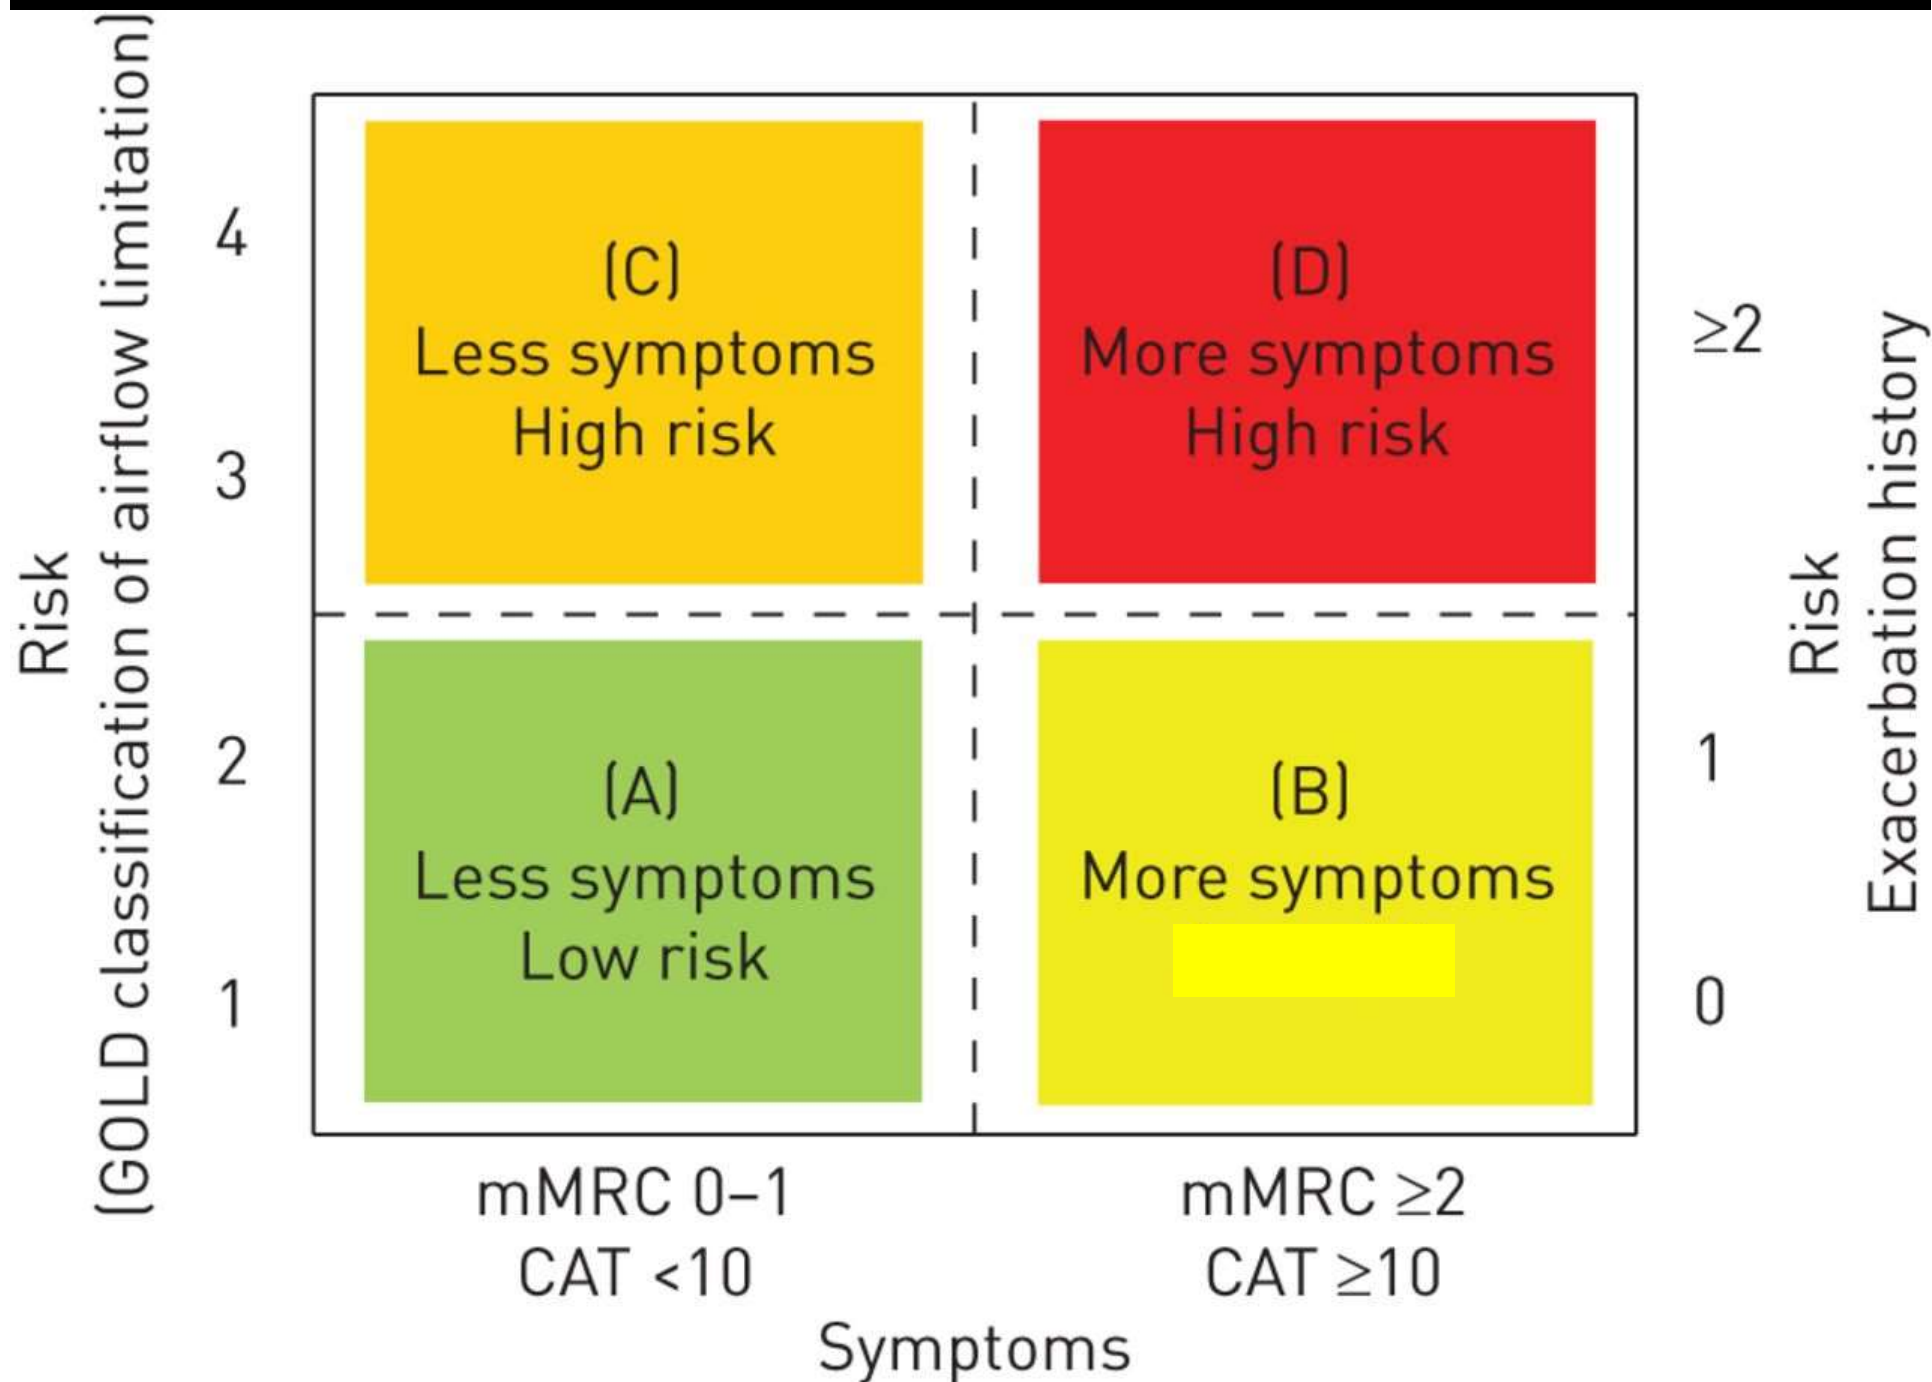 Risk
(GOLD classification of airflow limitation)
4
3
2
1
(C)
Less symptoms
High risk
(D)
More symptoms
High risk
(A)
Less symptoms
Low risk
(B)
More symptoms
≥2
1
0
Risk
Exacerbation history
mMRC 0–1
CAT <10
mMRC ≥2
CAT ≥10
Symptoms